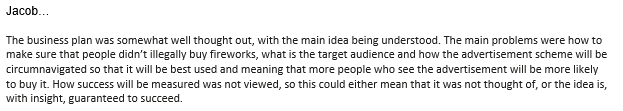 Jacob...
The business plan was somewhat well thought out, with the main idea being understood. The main problems were how to
make sure that people didn't illegally buy fireworks, what is the target audience and how the advertisement scheme will be
circumnavigated so that it will be best used and meaning that more people who see the advertisement will be more likely
to buy it. How success will be measured was not viewed, so this could either mean that it was not thought of, or the idea is,
with insight, guaranteed to succeed.